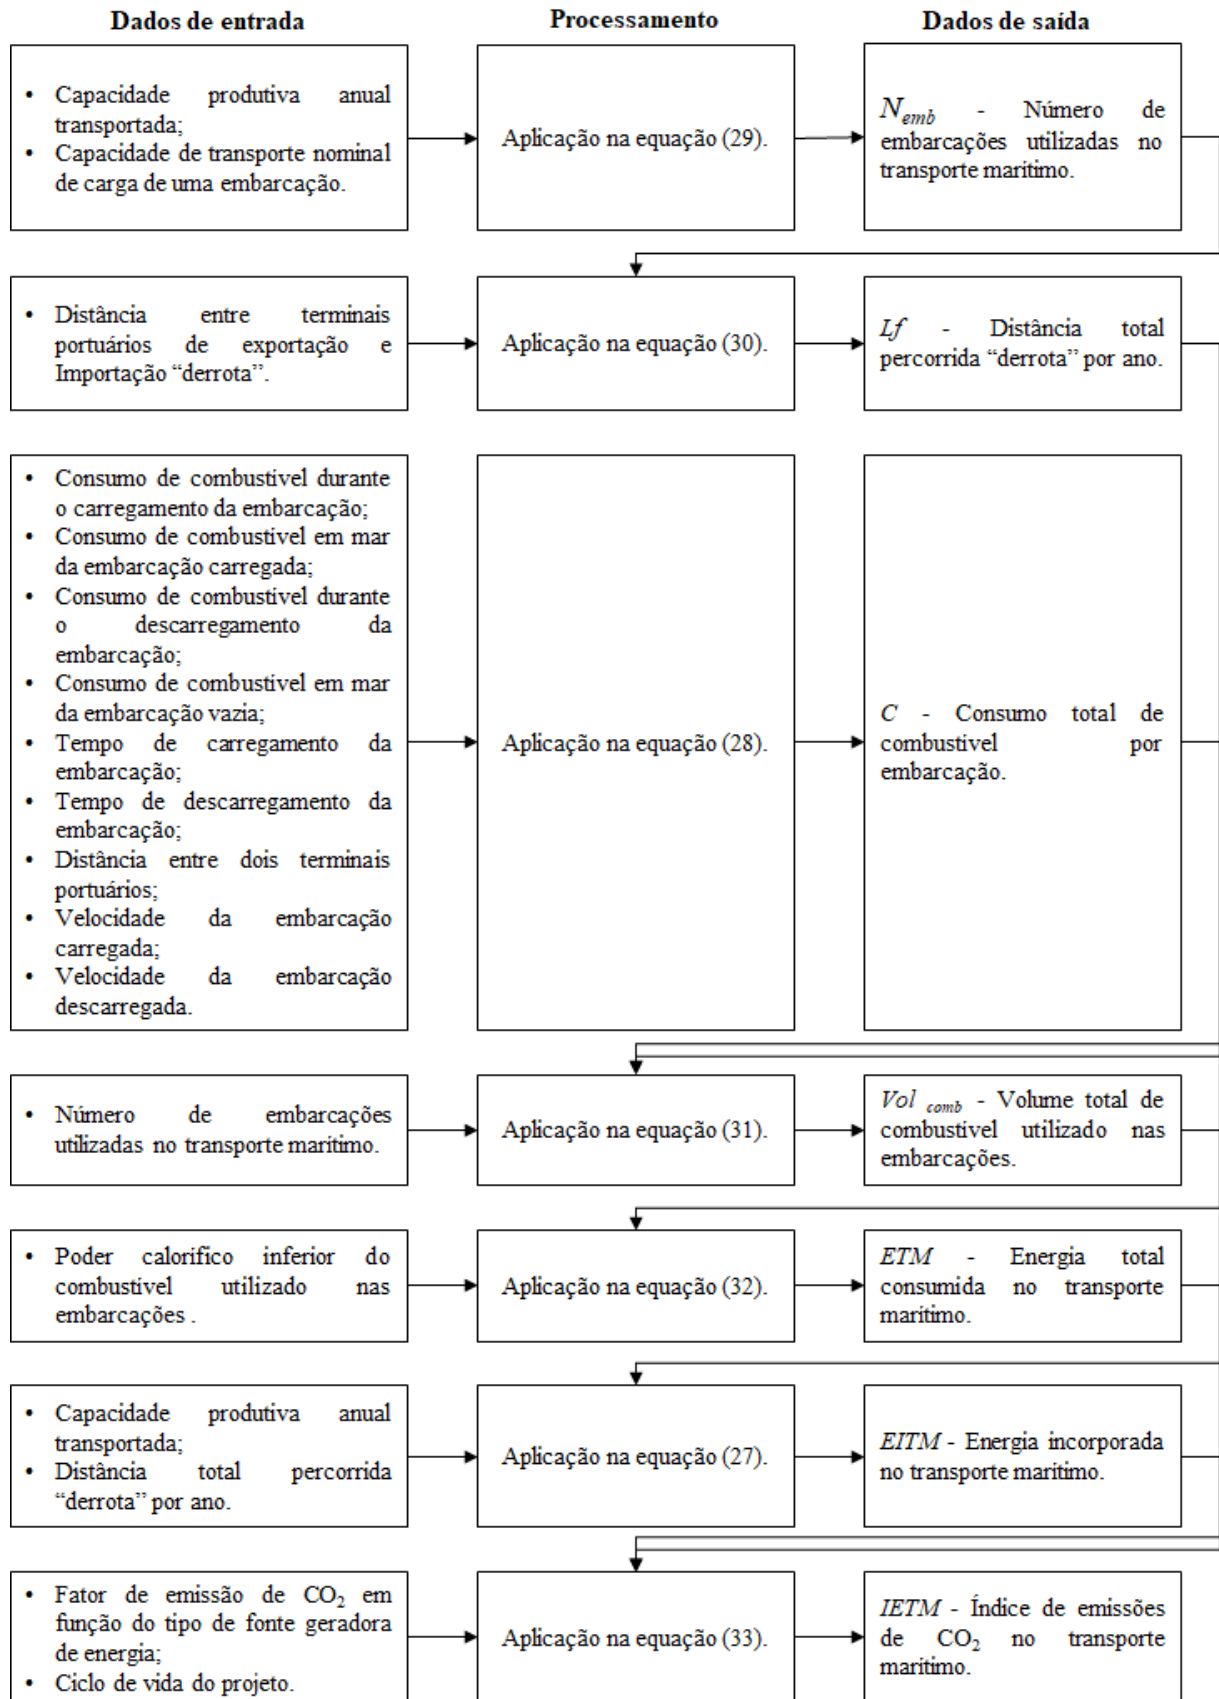 Dados de entrada
Processamento
Dados de saída
• Capacidade produtiva anual
transportada;
• Capacidade de transporte nominal
de carga de uma embarcação.
Aplicação na equação (29).
N_emb - Número de
embarcações utilizadas no
transporte marítimo.
• Distância entre terminais
portuários de exportação e
Importação “derrota”.
Aplicação na equação (30).
Lf - Distância total
percorrida “derrota” por ano.
• Consumo de combustível durante
o carregamento da embarcação;
• Consumo de combustível em mar
da embarcação carregada;
• Consumo de combustível durante
o descarregamento da
embarcação;
• Consumo de combustível em mar
da embarcação vazia;
• Tempo de carregamento da
embarcação;
• Tempo de descarregamento da
embarcação;
• Distância entre dois terminais
portuários;
• Velocidade da embarcação
carregada;
• Velocidade da embarcação
descarregada.
Aplicação na equação (28).
C - Consumo total de
combustível por
embarcação.
• Número de embarcações
utilizadas no transporte marítimo.
Aplicação na equação (31).
Vol comb - Volume total de
combustível utilizado nas
embarcações.
• Poder calorífico inferior do
combustível utilizado nas
embarcações .
Aplicação na equação (32).
ETM - Energia total
consumida no transporte
marítimo.
• Capacidade produtiva anual
transportada;
• Distância total percorrida
“derrota” por ano.
Aplicação na equação (27).
EITM - Energia incorporada
no transporte marítimo.
• Fator de emissão de CO₂ em
função do tipo de fonte geradora
de energia;
• Ciclo de vida do projeto.
Aplicação na equação (33).
IETM - Índice de emissões
de CO₂ no transporte
marítimo.